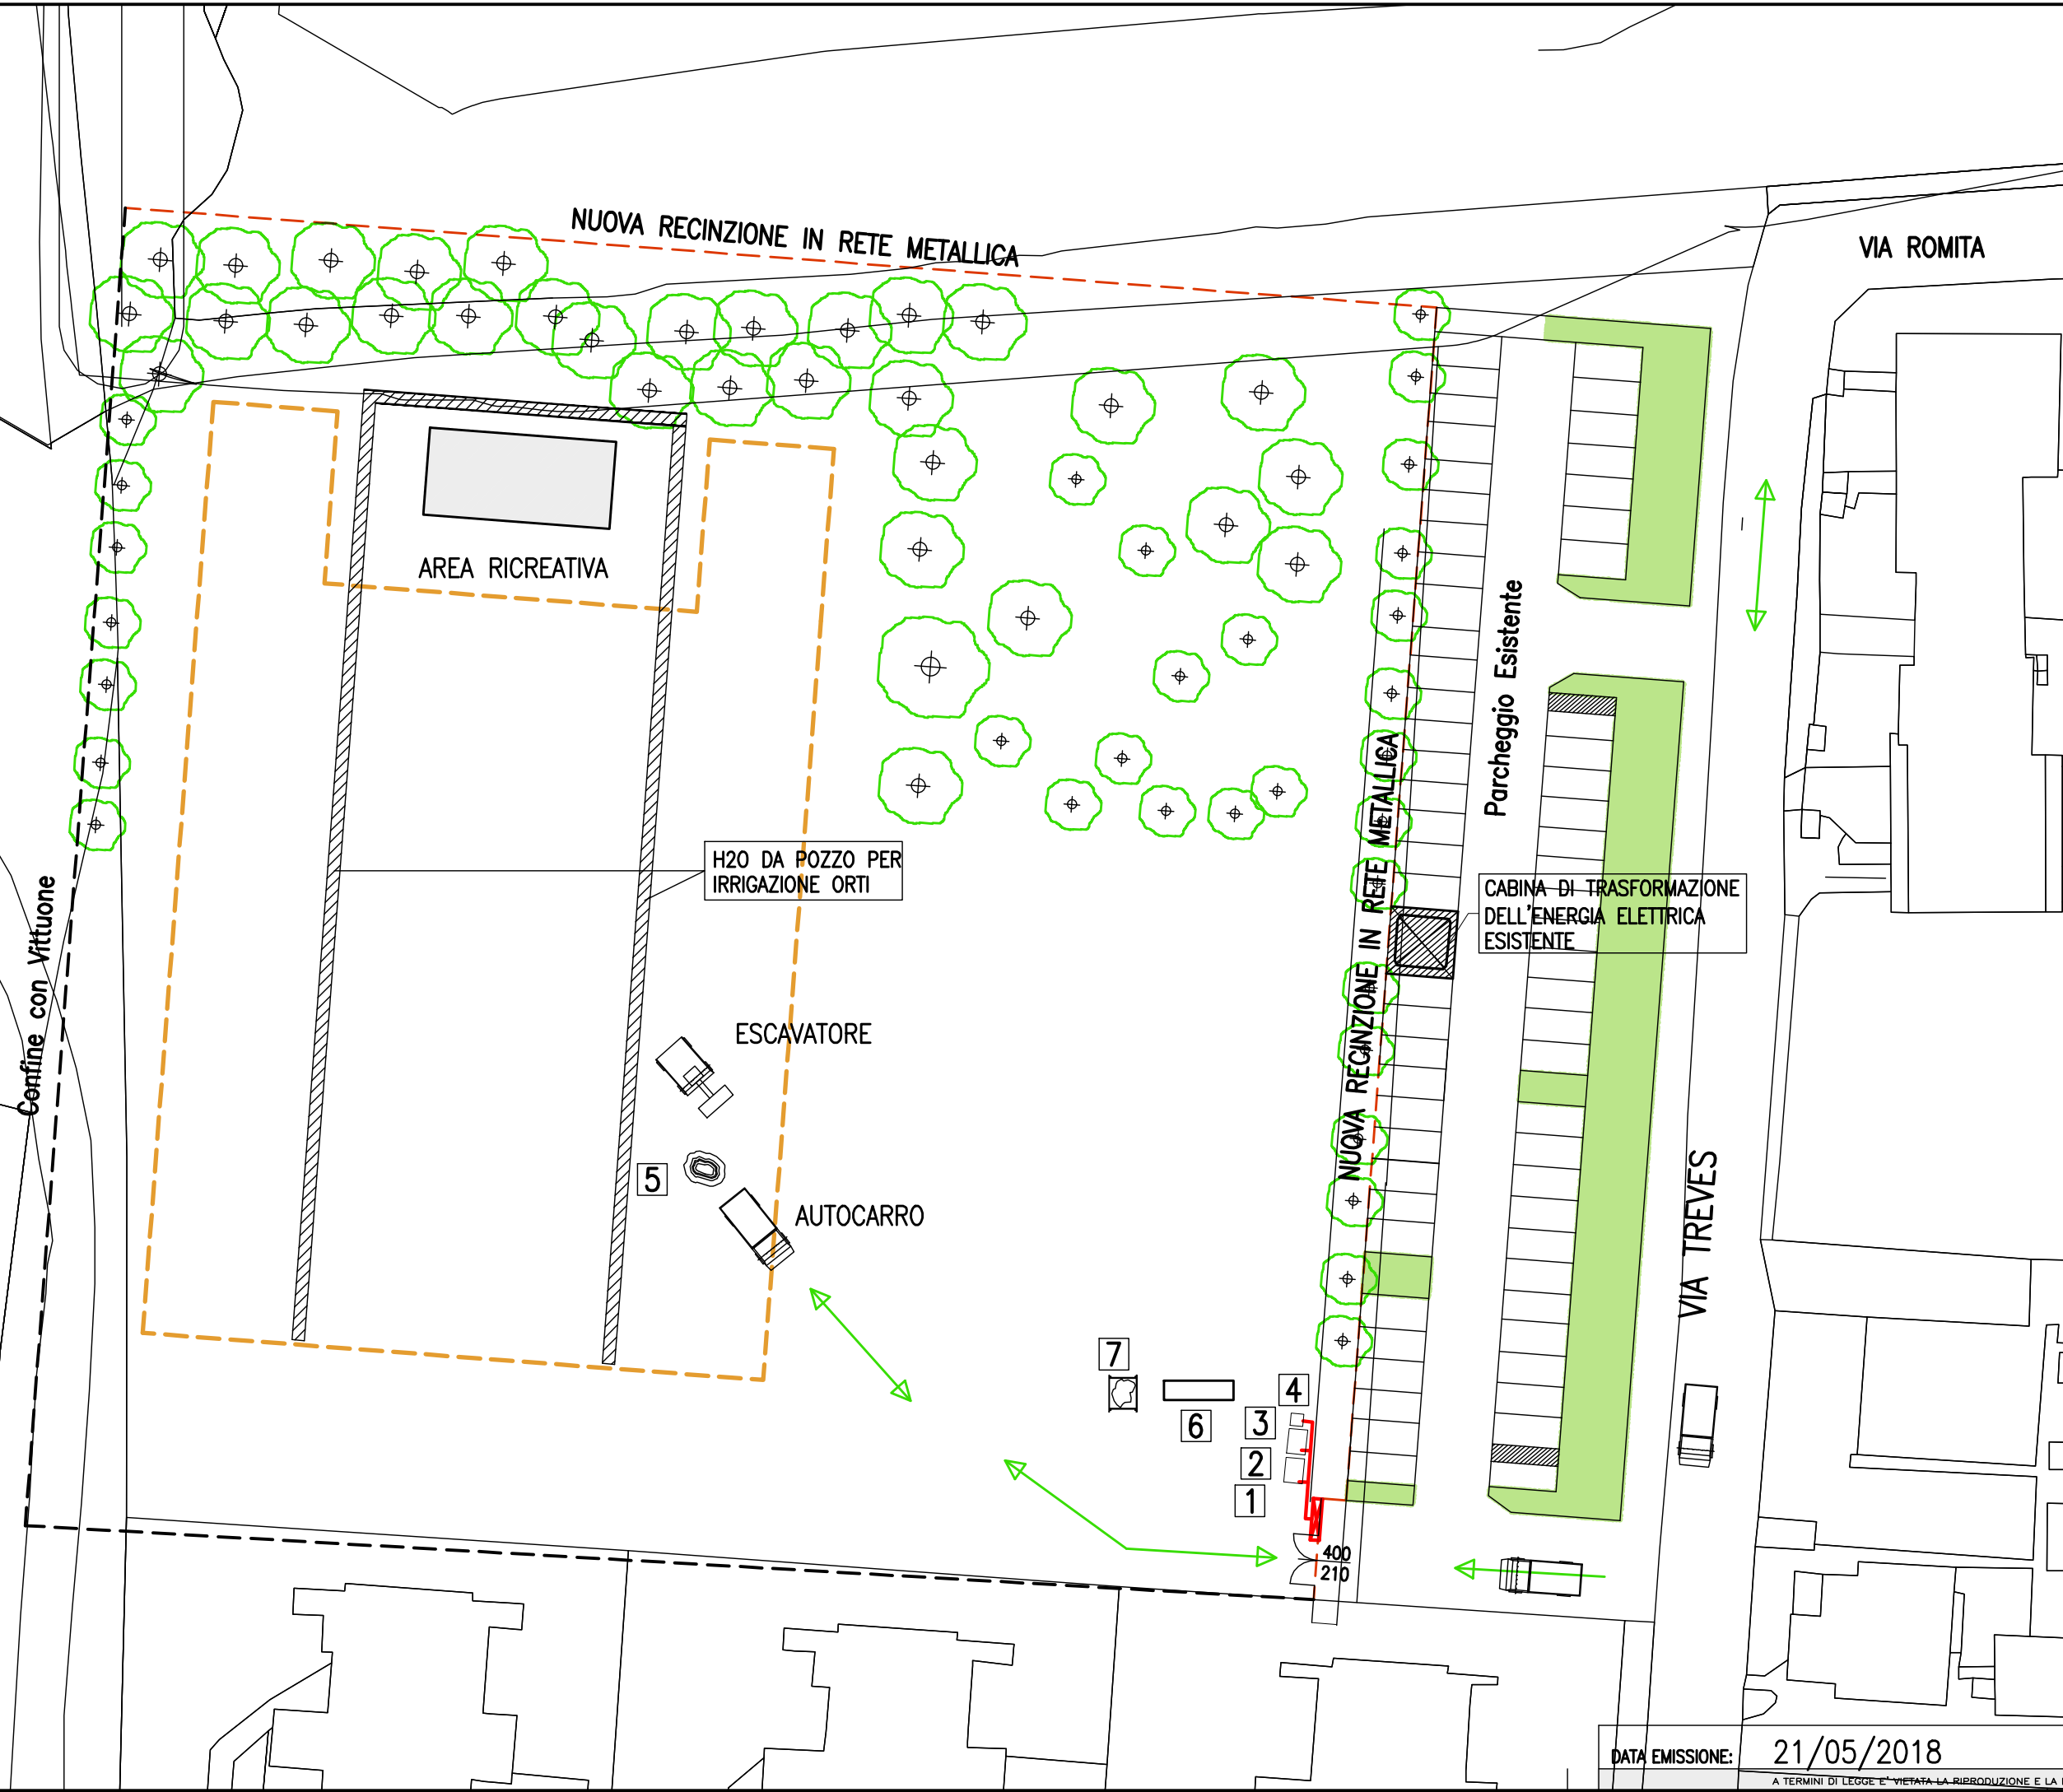 NUOVA RECINZIONE IN RETE METALLICA
VIA ROMITA
AREA RICREATIVA
Parcheggio Esistente
H2O DA POZZO PER
IRRIGAZIONE ORTI
NUOVA RECINZIONE IN RETE METALLICA
CABINA DI TRASFORMAZIONE
DELL'ENERGIA ELETTRICA
ESISTENTE
Confine con Vittuone
ESCAVATORE
5
AUTOCARRO
VIA TREVES
7
6
4
3
2
1
400
210
DATA EMISSIONE: 21/05/2018
A TERMINI DI LEGGE E' VIETATA LA RIPRODUZIONE E LA